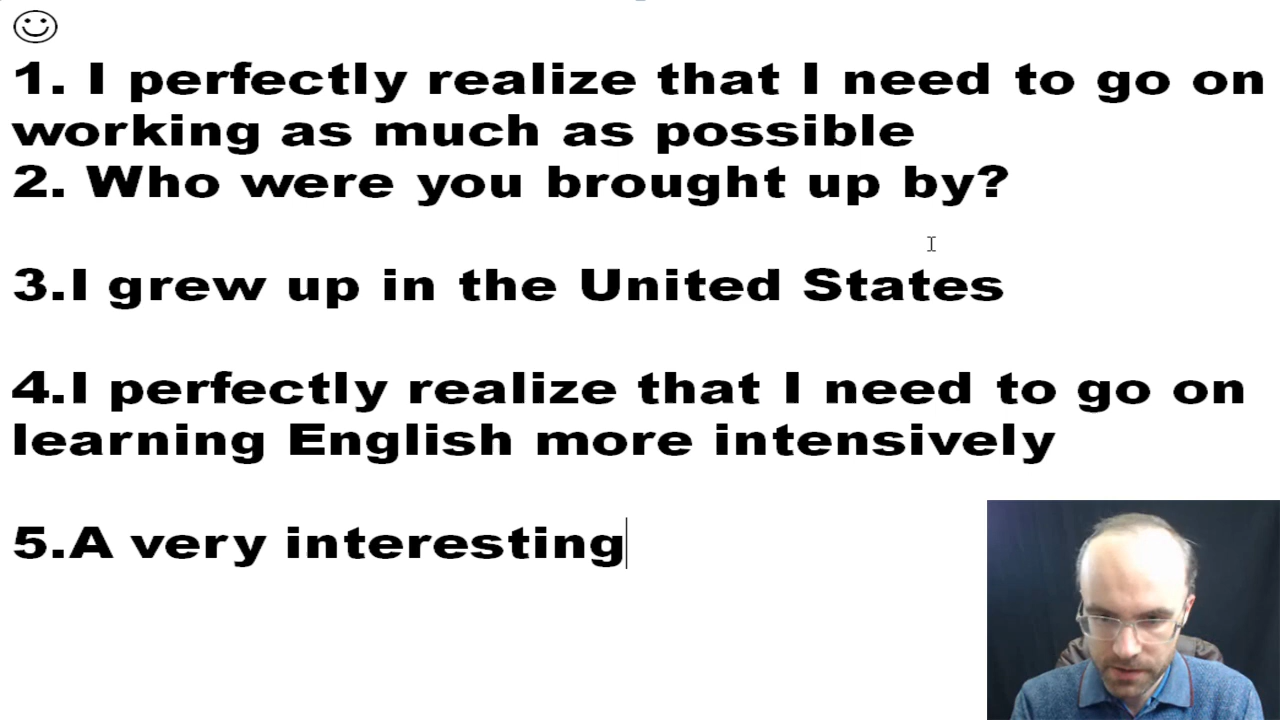 1. I perfectly realize that I need to go on
working as much as possible
2. Who were you brought up by?
3.I grew up in the United States
4.I perfectly realize that I need to go on
learning English more intensively
5.A very interesting